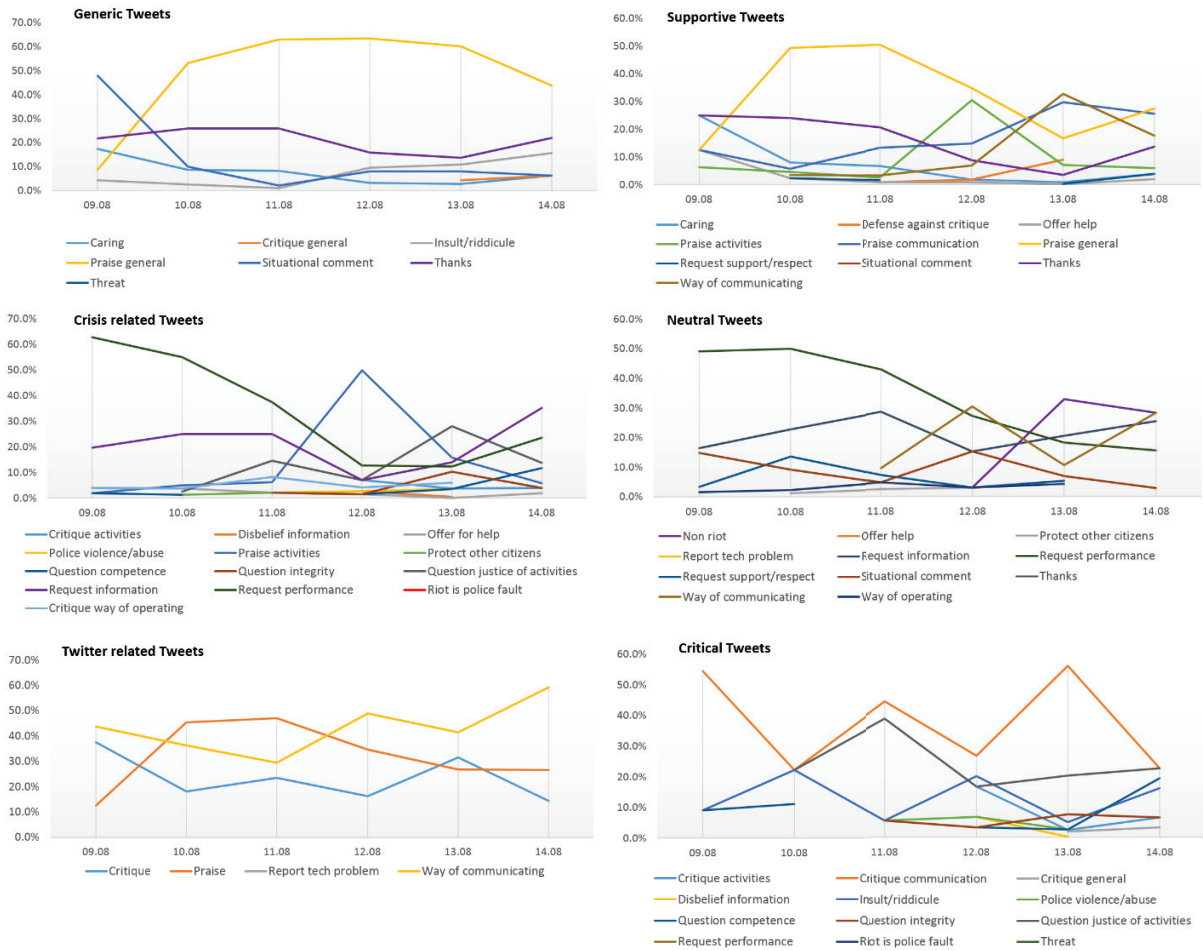 Generic Tweets
70.0%
60.0%
50.0%
40.0%
30.0%
20.0%
10.0%
0.0%
09.08 10.08 11.08 12.08 13.08 14.08
Caring Critique general Insult/riddicule
Praise general Situational comment Thanks
Threat
Supportive Tweets
60.0%
50.0%
40.0%
30.0%
20.0%
10.0%
0.0%
09.08 10.08 11.08 12.08 13.08 14.08
Caring Defense against critique Offer help
Praise activities Praise communication Praise general
Request support/respect Situational comment Thanks
Way of communicating
Crisis related Tweets
70.0%
60.0%
50.0%
40.0%
30.0%
20.0%
10.0%
0.0%
09.08 10.08 11.08 12.08 13.08 14.08
Critique activities Disbelief information Offer for help
Police violence/abuse Praise activities Protect other citizens
Question competence Question integrity Question justice of activities
Request information Request performance Riot is police fault
Critique way of operating
Neutral Tweets
60.0%
50.0%
40.0%
30.0%
20.0%
10.0%
0.0%
09.08 10.08 11.08 12.08 13.08 14.08
Non riot Offer help Protect other citizens
Report tech problem Request information Request performance
Request support/respect Situational comment Thanks
Way of communicating Way of operating
Twitter related Tweets
70.0%
60.0%
50.0%
40.0%
30.0%
20.0%
10.0%
0.0%
09.08 10.08 11.08 12.08 13.08 14.08
Critique Praise Report tech problem Way of communicating
Critical Tweets
60.0%
50.0%
40.0%
30.0%
20.0%
10.0%
0.0%
09.08 10.08 11.08 12.08 13.08 14.08
Critique activities Critique communication Critique general
Disbelief information Insult/riddicule Police violence/abuse
Question competence Question integrity Question justice of activities
Request performance Riot is police fault Threat